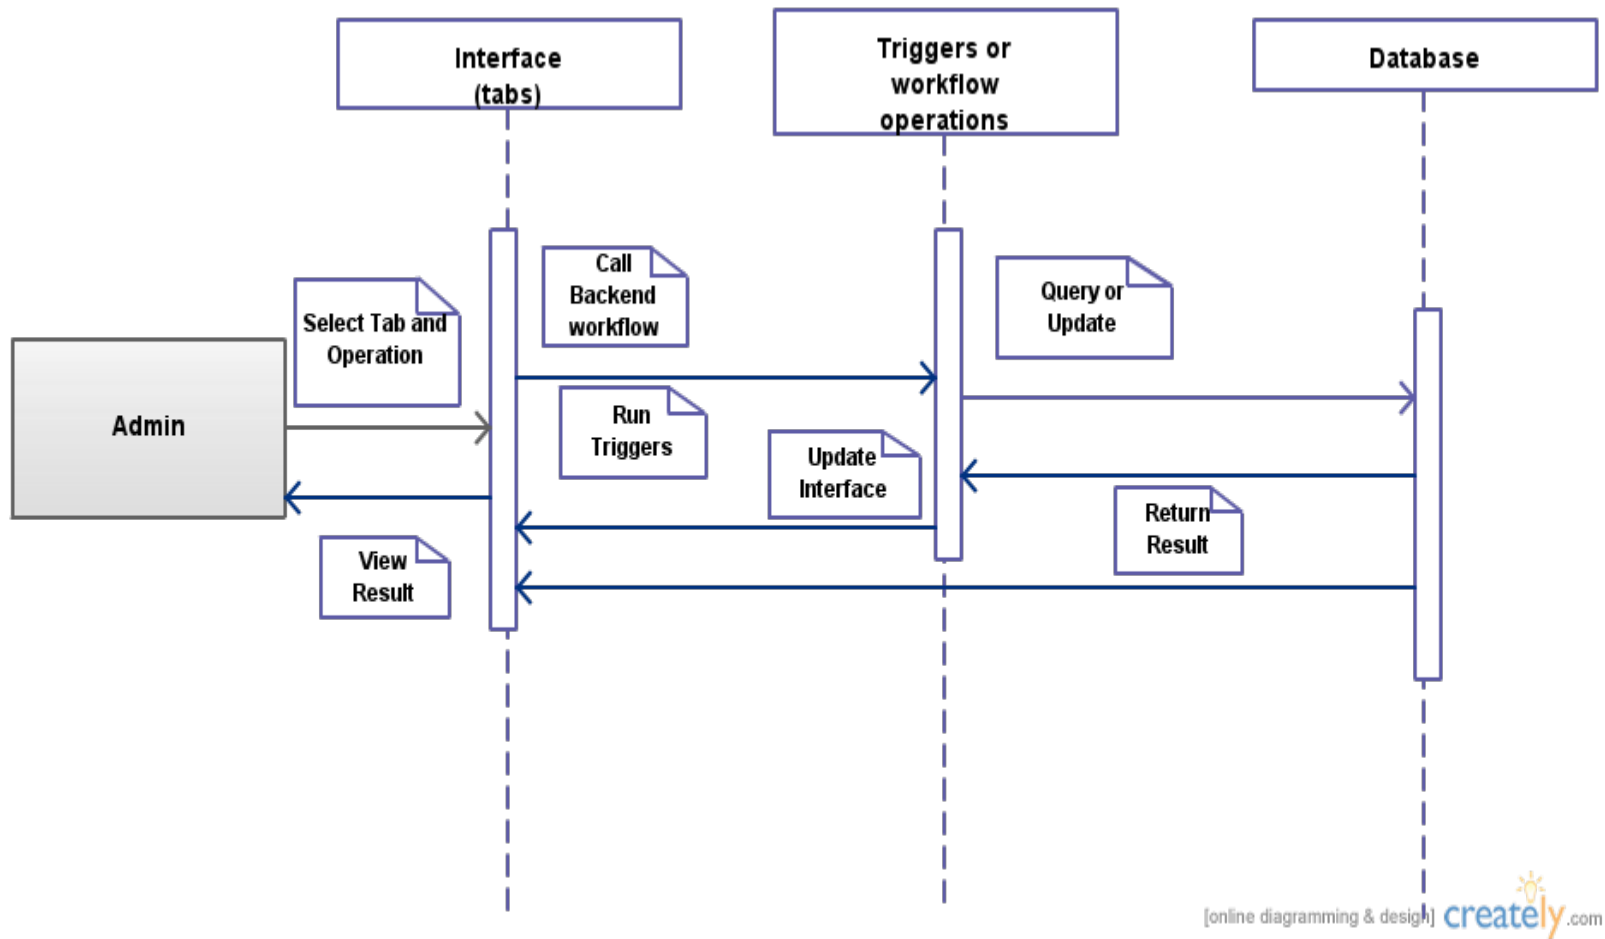 Interface
(tabs)
Triggers or
workflow
operations
Database
Call
Backend
workflow
Query or
Update
Select Tab and
Operation
Admin
Run
Triggers
Update
Interface
Return
Result
View
Result
[online diagramming & design] creately.com